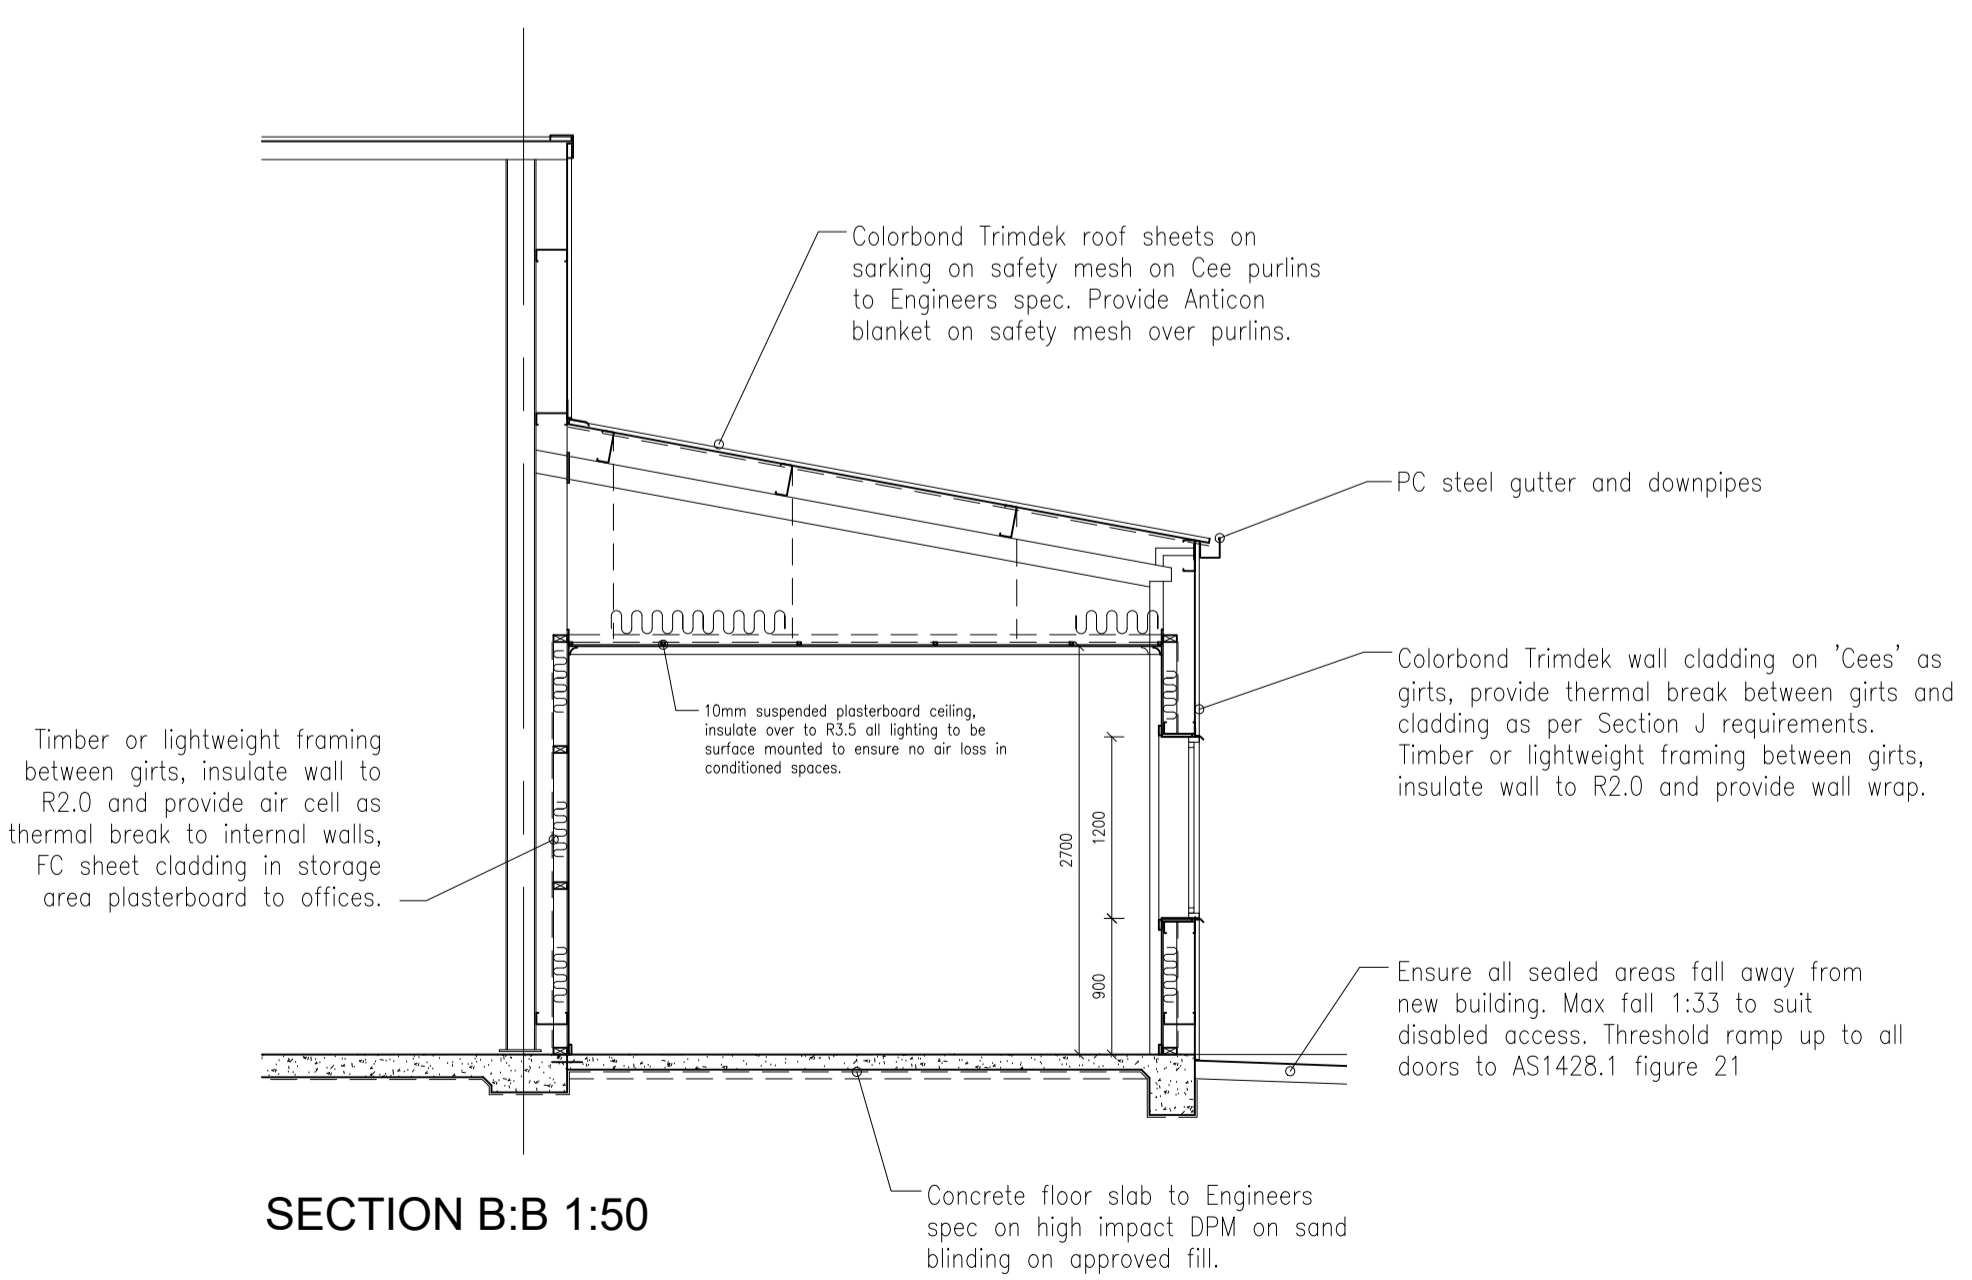 Colorbond Trimdek roof sheets on
sarking on safety mesh on Cee purlins
to Engineers spec. Provide Anticon
blanket on safety mesh over purlins.
PC steel gutter and downpipes
Colorbond Trimdek wall cladding on 'Cees' as
girts, provide thermal break between girts and
cladding as per Section J requirements.
Timber or lightweight framing between girts,
insulate wall to R2.0 and provide wall wrap.
10mm suspended plasterboard ceiling,
insulate over to R3.5 all lighting to be
surface mounted to ensure no air loss in
conditioned spaces.
Timber or lightweight framing
between girts, insulate wall to
R2.0 and provide air cell as
thermal break to internal walls,
FC sheet cladding in storage
area plasterboard to offices.
2700
1200
900
Ensure all sealed areas fall away from
new building. Max fall 1:33 to suit
disabled access. Threshold ramp up to all
doors to AS1428.1 figure 21
Concrete floor slab to Engineers
spec on high impact DPM on sand
blinding on approved fill.
SECTION B:B 1:50